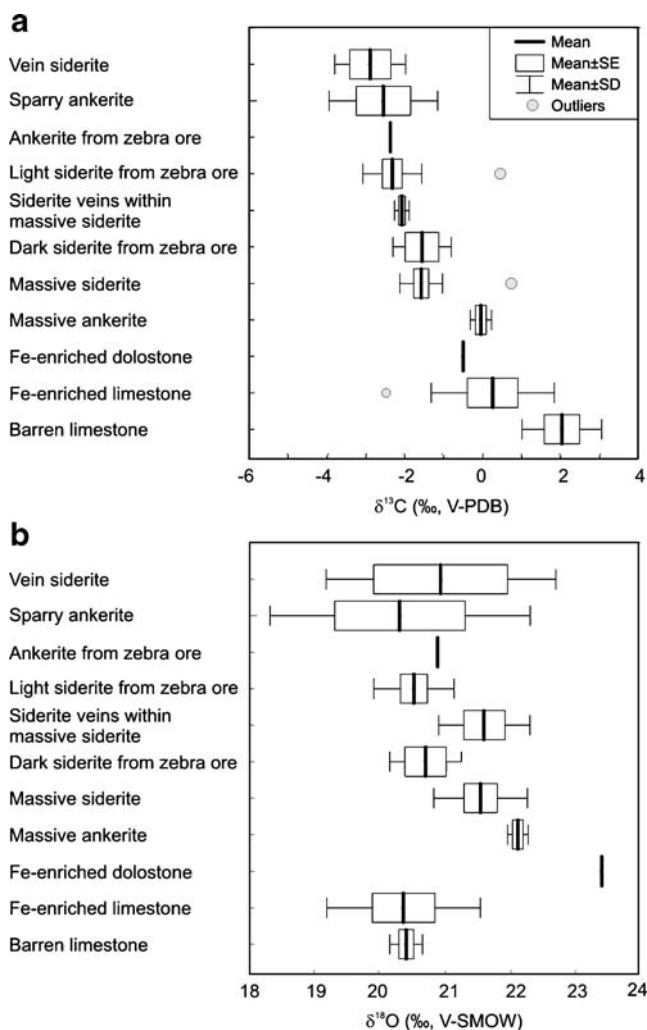 a
Mean
Mean±SE
Mean±SD
Outliers
Vein siderite
Sparry ankerite
Ankerite from zebra ore
Light siderite from zebra ore
Siderite veins within
massive siderite
Dark siderite from zebra ore
Massive siderite
Massive ankerite
Fe-enriched dolostone
Fe-enriched limestone
Barren limestone
-6 -4 -2 0 2 4
δ¹³C (‰, V-PDB)
b
Vein siderite
Sparry ankerite
Ankerite from zebra ore
Light siderite from zebra ore
Siderite veins within
massive siderite
Dark siderite from zebra ore
Massive siderite
Massive ankerite
Fe-enriched dolostone
Fe-enriched limestone
Barren limestone
18 19 20 21 22 23 24
δ¹⁸O (‰, V-SMOW)